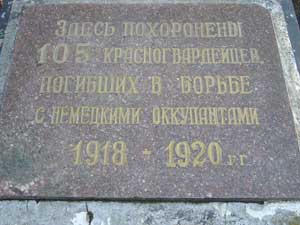 ЗДЕСЬ ПОХОРОНЕНЫ
105 КРАСНОГВАРДЕЙЦЕВ,
ПОГИБШИХ В БОРЬБЕ
С НЕМЕЦКИМИ ОККУПАНТАМИ
1918 - 1920 г.г.